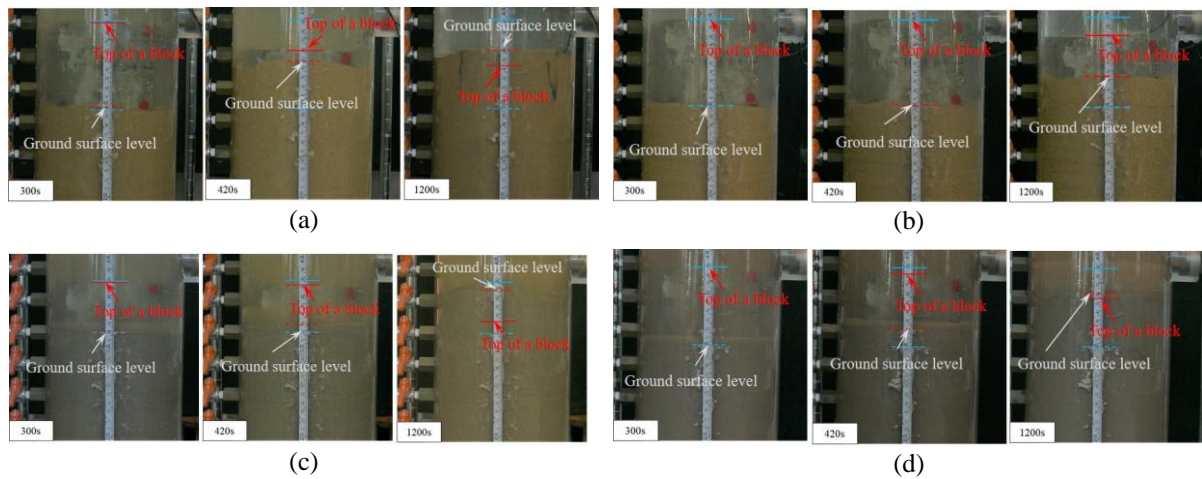 Top of a block
Ground surface level
300s
Top of a block
Ground surface level
420s
Ground surface level
Top of a block
1200s
(a)
Top of a block
Ground surface level
300s
Top of a block
Ground surface level
420s
Top of a block
Ground surface level
1200s
(b)
Top of a block
Ground surface level
300s
Top of a block
Ground surface level
420s
Ground surface level
Top of a block
1200s
(c)
Top of a block
Ground surface level
300s
Top of a block
Ground surface level
420s
Top of a block
Ground surface level
1200s
(d)